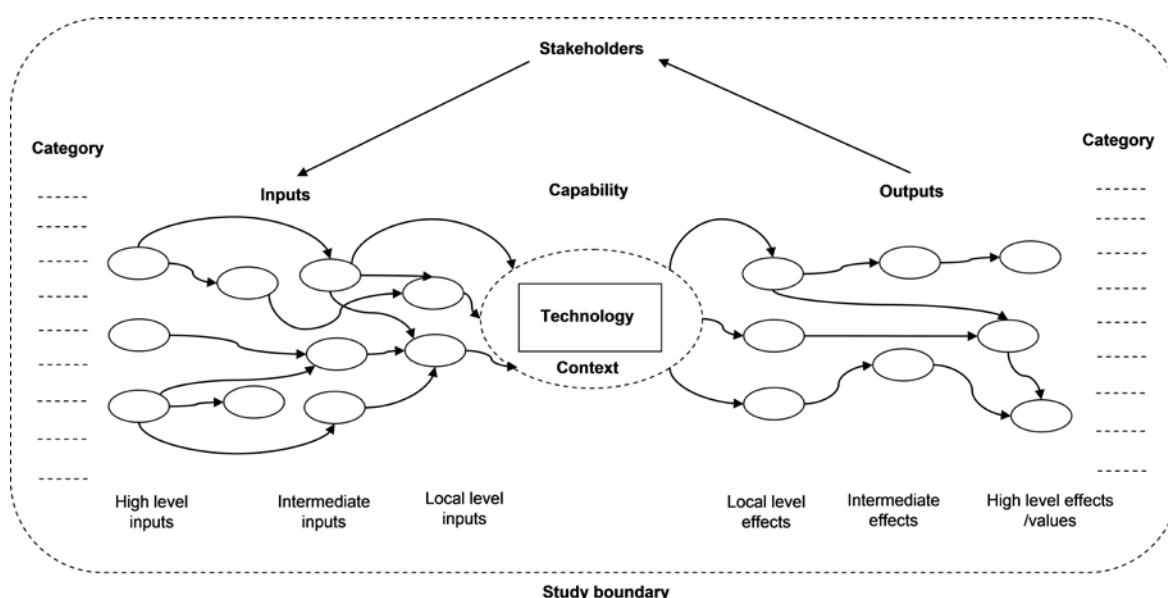 Stakeholders
Category
Category
Inputs
Capability
Outputs
Technology
Context
High level
inputs
Intermediate
inputs
Local level
inputs
Local level
effects
Intermediate
effects
High level effects
/values
Study boundary